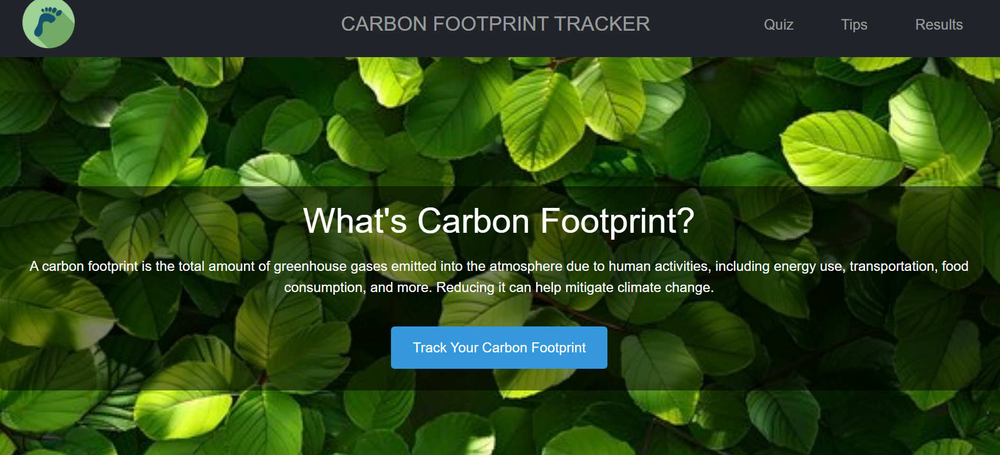 CARBON FOOTPRINT TRACKER
Quiz
Tips
Results
What's Carbon Footprint?
A carbon footprint is the total amount of greenhouse gases emitted into the atmosphere due to human activities, including energy use, transportation, food
consumption, and more. Reducing it can help mitigate climate change.
Track Your Carbon Footprint